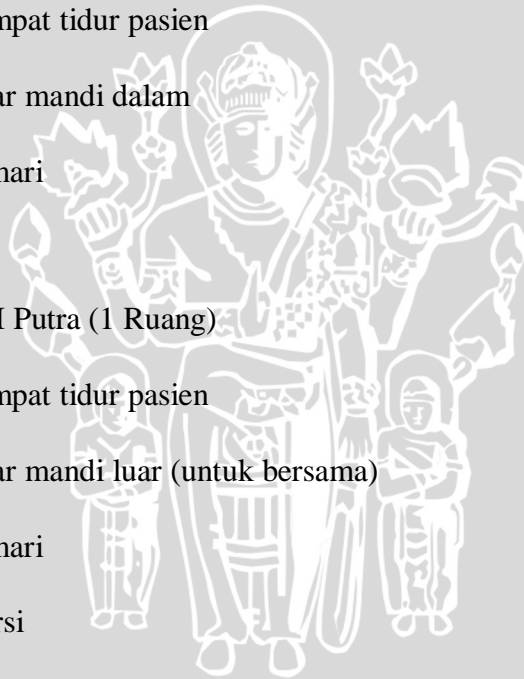 mpat tidur pasien
ar mandi dalam
nari
I Putra (1 Ruang)
mpat tidur pasien
ar mandi luar (untuk bersama)
nari
rsi